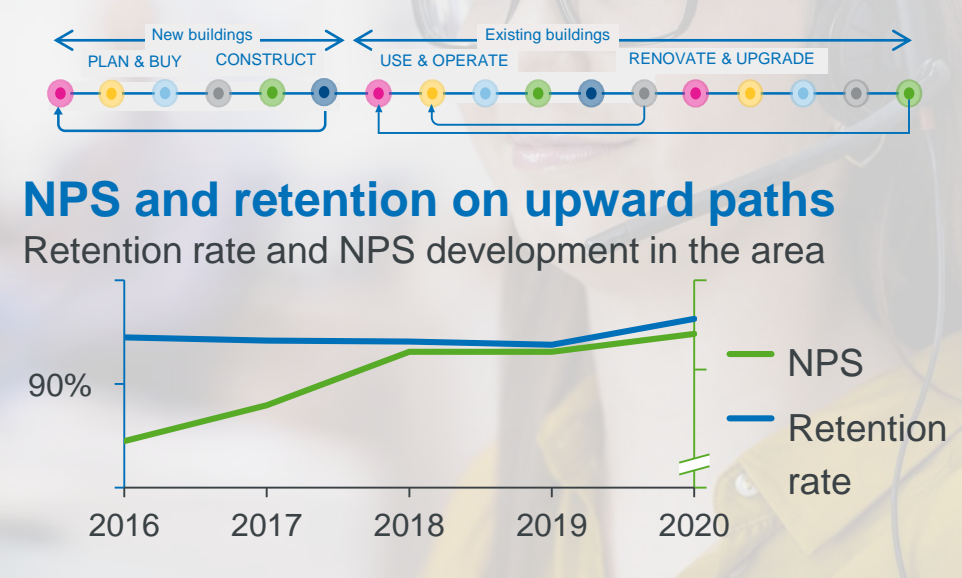 New buildings
Existing buildings
PLAN & BUY
CONSTRUCT
USE & OPERATE
RENOVATE & UPGRADE
NPS and retention on upward paths
Retention rate and NPS development in the area
90%
NPS
Retention
rate
2016
2017
2018
2019
2020